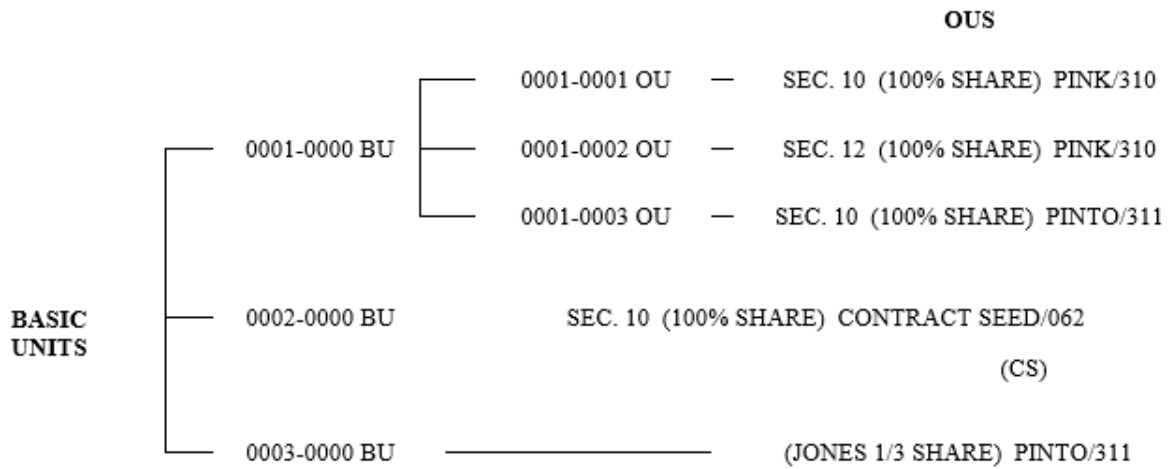 OUS
0001-0001 OU — SEC. 10 (100% SHARE) PINK/310
0001-0000 BU 0001-0002 OU — SEC. 12 (100% SHARE) PINK/310
0001-0003 OU — SEC. 10 (100% SHARE) PINTO/311
BASIC
UNITS
0002-0000 BU SEC. 10 (100% SHARE) CONTRACT SEED/062
(CS)
0003-0000 BU (JONES 1/3 SHARE) PINTO/311